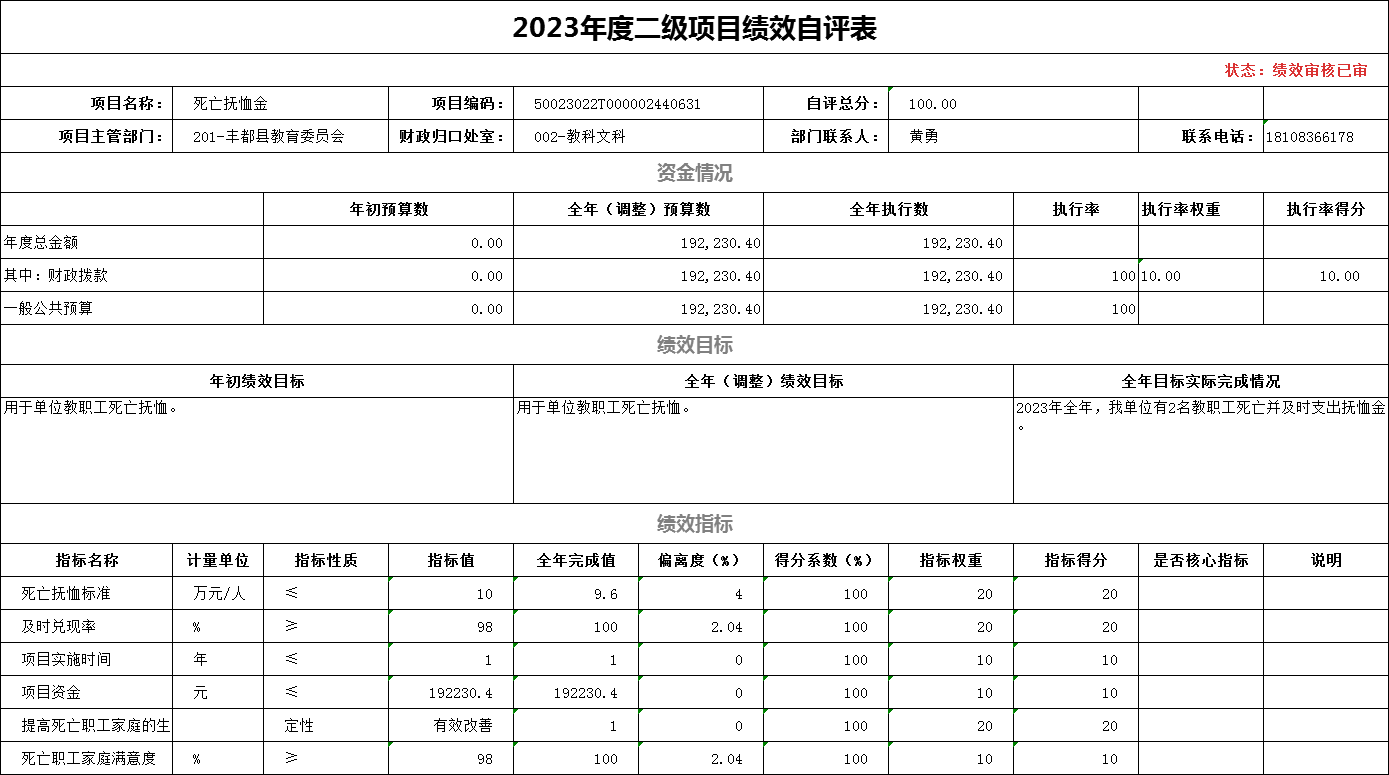 2023年度二级项目绩效自评表
状态：绩效审核已审
项目名称： 死亡抚恤金 项目编码： 50023022T000002440631 自评总分： 100.00
项目主管部门： 201-丰都县教育委员会 财政归口处室： 002-教科文科 部门联系人： 黄勇 联系电话： 18108366178
资金情况
年初预算数 全年（调整）预算数 全年执行数 执行率 执行率权重 执行率得分
年度总金额 0.00 192,230.40 192,230.40
其中：财政拨款 0.00 192,230.40 192,230.40 100 10.00 10.00
一般公共预算 0.00 192,230.40 192,230.40 100
绩效目标
年初绩效目标 全年（调整）绩效目标 全年目标实际完成情况
用于单位教职工死亡抚恤。 用于单位教职工死亡抚恤。 2023年全年，我单位有2名教职工死亡并及时支出抚恤金
。
绩效指标
指标名称 计量单位 指标性质 指标值 全年完成值 偏离度（%） 得分系数（%） 指标权重 指标得分 是否核心指标 说明
死亡抚恤标准 万元/人 ≤ 10 9.6 4 100 20 20
及时兑现率 % ≥ 98 100 2.04 100 20 20
项目实施时间 年 ≤ 1 1 0 100 10 10
项目资金 元 ≤ 192230.4 192230.4 0 100 10 10
提高死亡职工家庭的生 定性 有效改善 1 0 100 20 20
死亡职工家庭满意度 % ≥ 98 100 2.04 100 10 10